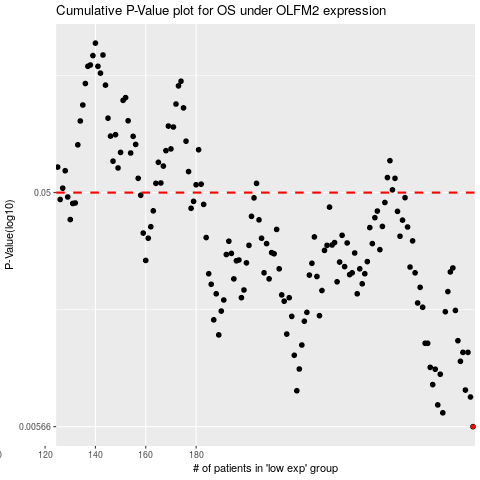 Cumulative P-Value plot for OS under OLFM2 expression
P-Value(log10)
0.05
0.00566
0 120 140 160 180
# of patients in 'low exp' group